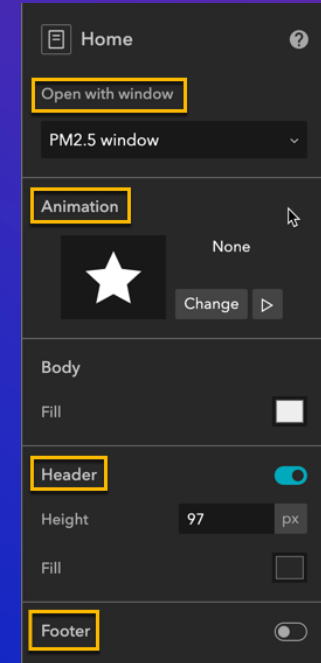 Home
Open with window
PM2.5 window
Animation
None
Change
Body
Fill
Header
Height 97 px
Fill
Footer